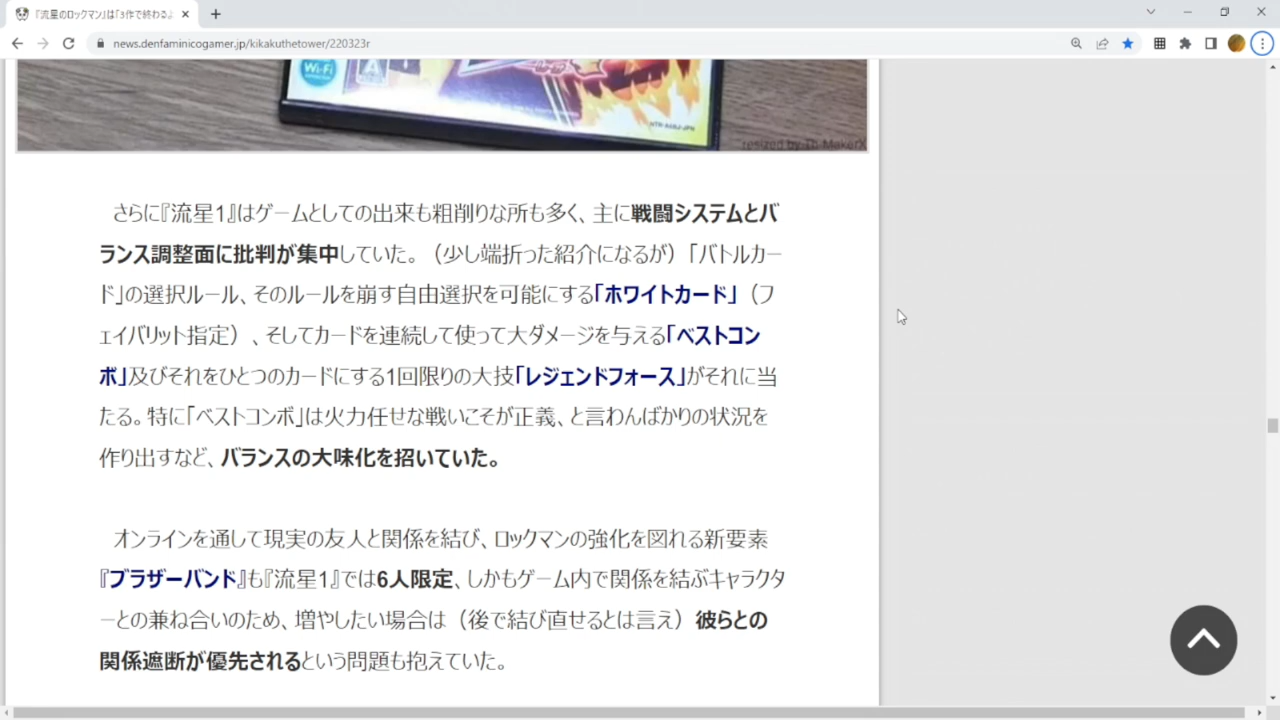 『流星のロックマン』は「3作で終わるよ
news.denfaminicogamer.jp/kikakuthetower/220323r
Wi-Fi
A
resized by Th-MakerX
さらに『流星1』はゲームとしての出来も粗削りな所も多く、主に戦闘システムとバ
ランス調整面に批判が集中していた。（少し端折った紹介になるが）「バトルカー
ド」の選択ルール、そのルールを崩す自由選択を可能にする「ホワイトカード」（フ
ェイバリット指定）、そしてカードを連続して使って大ダメージを与える「ベストコン
ボ」及びそれをひとつのカードにする1回限りの大技「レジェンドフォース」がそれに当
たる。特に「ベストコンボ」は火力任せな戦いこそが正義、と言わんばかりの状況を
作り出すなど、バランスの大味化を招いていた。
オンラインを通して現実の友人と関係を結び、ロックマンの強化を図れる新要素
『ブラザーバンド』も『流星1』では6人限定、しかもゲーム内で関係を結ぶキャラクタ
ーとの兼ね合いのため、増やしたい場合は（後で結び直せるとは言え）彼らとの
関係遮断が優先されるという問題も抱えていた。